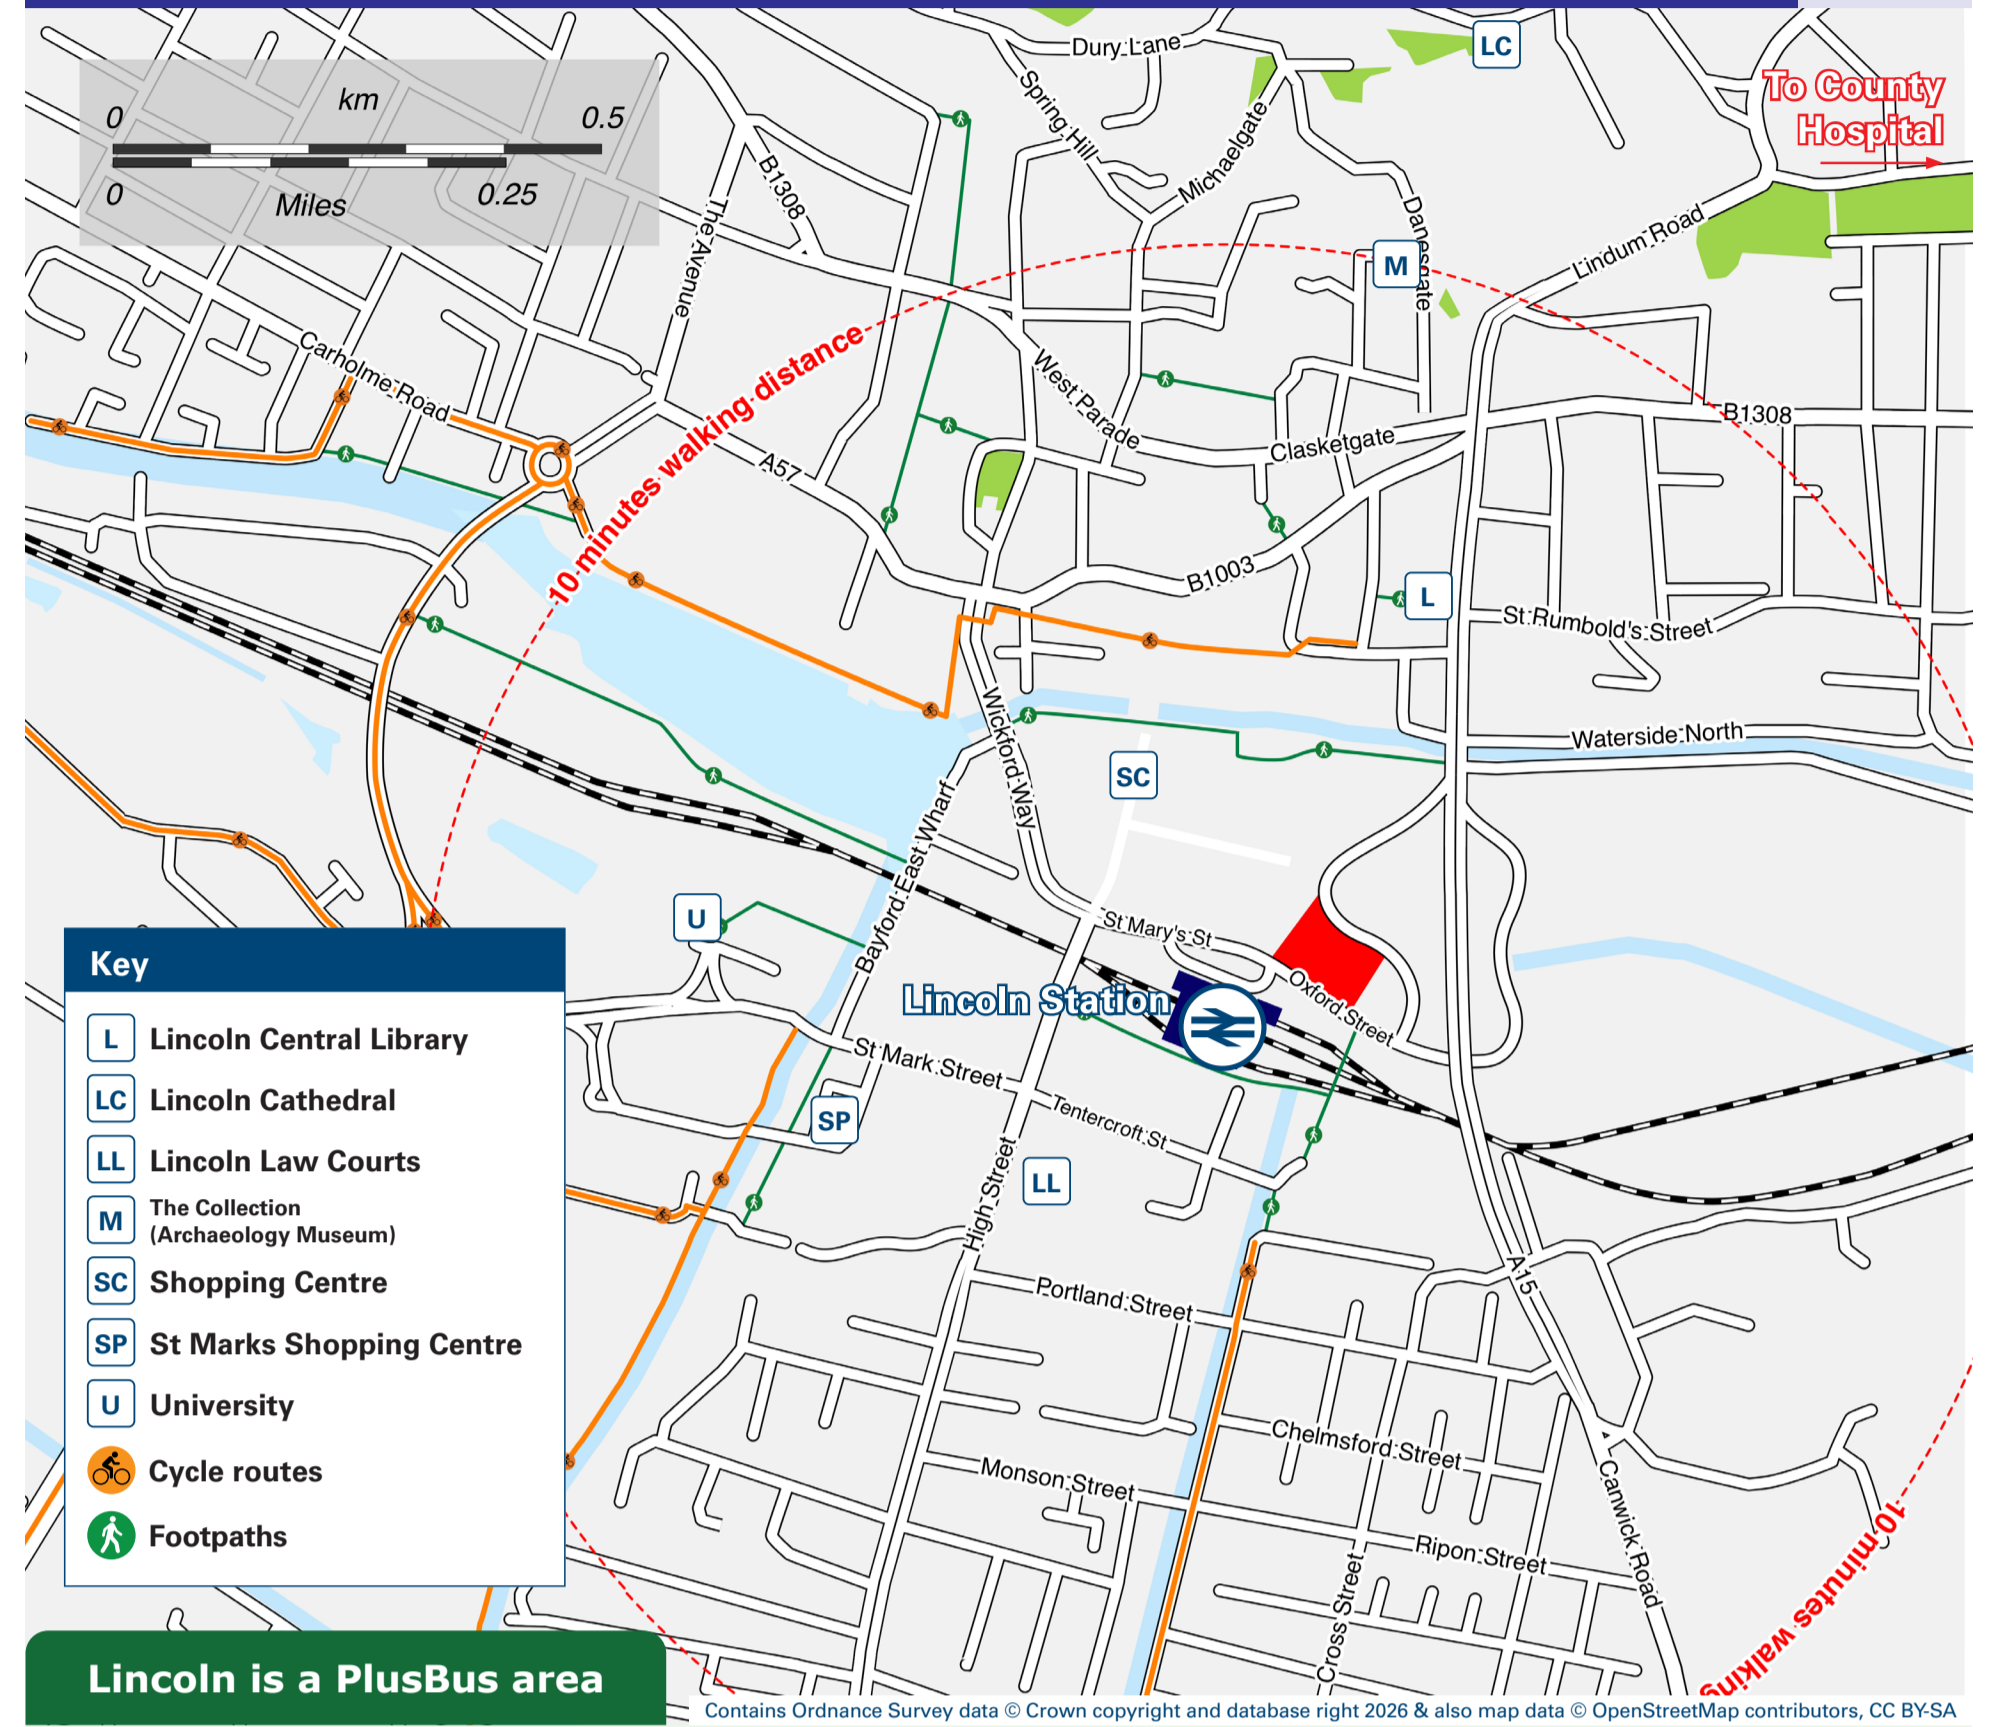 Dury Lane
LC
To County
Hospital
km
0
0.5
0
0.25
Miles
Spring Hill
Michaelgate
B1308
The Avenue
Danesgate
Lindum Road
M
Carholme Road
10 minutes walking distance
West Parade
B1308
Clasketgate
A57
B1003
L
St Rumbold's Street
Wickford Way
Waterside North
SC
Bayford East Wharf
U
St Mary's St
Oxford Street
Lincoln Station
St Mark Street
SP
Tentercroft St
LL
High Street
A15
Portland Street
Chelmsford Street
Monson Street
Canwick Road
Ripon Street
Cross Street
10 minutes walking
Key
L Lincoln Central Library
LC Lincoln Cathedral
LL Lincoln Law Courts
M The Collection
(Archaeology Museum)
SC Shopping Centre
SP St Marks Shopping Centre
U University
Cycle routes
Footpaths
Lincoln is a PlusBus area
Contains Ordnance Survey data © Crown copyright and database right 2026 & also map data © OpenStreetMap contributors, CC BY-SA